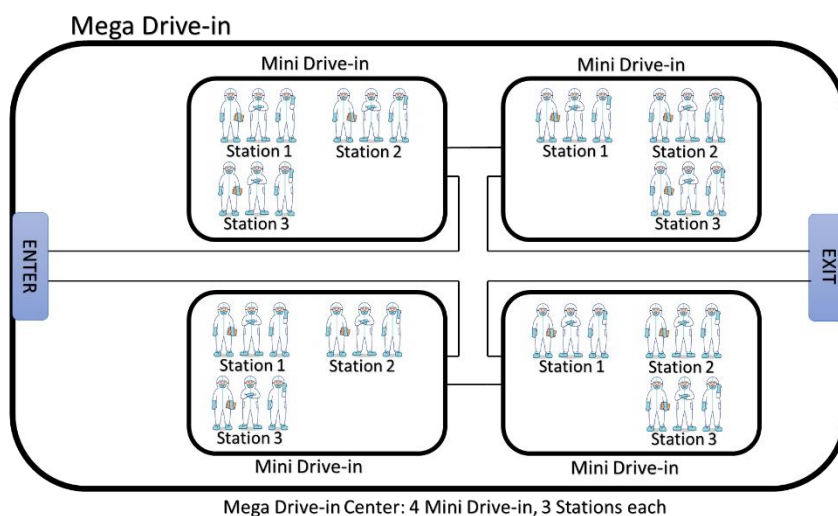 Mega Drive-in
Mini Drive-in
Mini Drive-in
Station 1
Station 2
Station 3
Station 1
Station 2
Station 3
ENTER
EXIT
Station 1
Station 2
Station 3
Station 1
Station 2
Station 3
Mini Drive-in
Mini Drive-in
Mega Drive-in Center: 4 Mini Drive-in, 3 Stations each